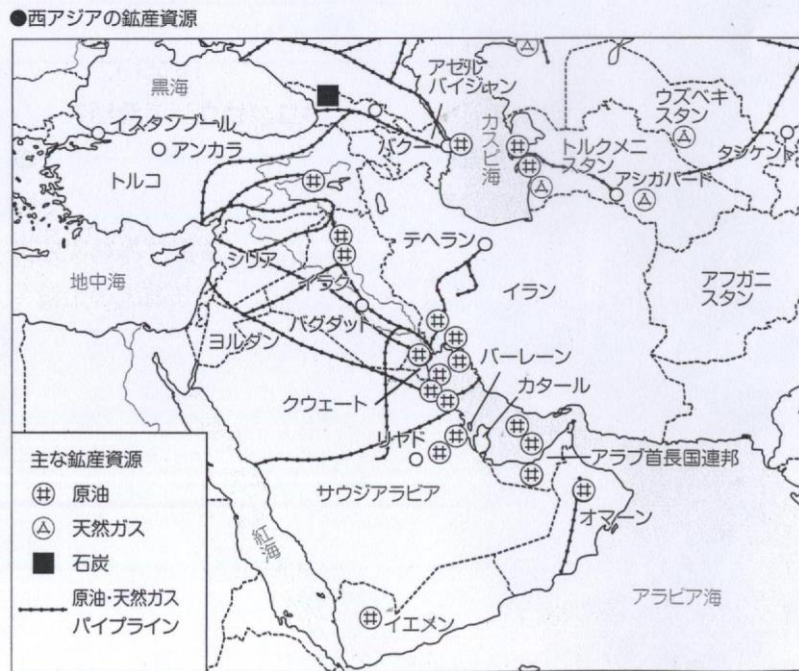 ●西アジアの鉱産資源
黒海
アゼル
バイジャン
ウズベキ
スタン
イスタンブール
バクー
カスピ海
トルクメニ
スタン
タシケント
アンカラ
トルコ
アシガバード
テヘラン
シリア
地中海
イラク
イラン
アフガニ
スタン
ヨルダン
バグダッド
バーレーン
クウェート
カタール
リヤド
アラブ首長国連邦
サウジアラビア
オマーン
紅海
アラビア海
イエメン
主な鉱産資源
原油
天然ガス
石炭
原油・天然ガス
パイプライン